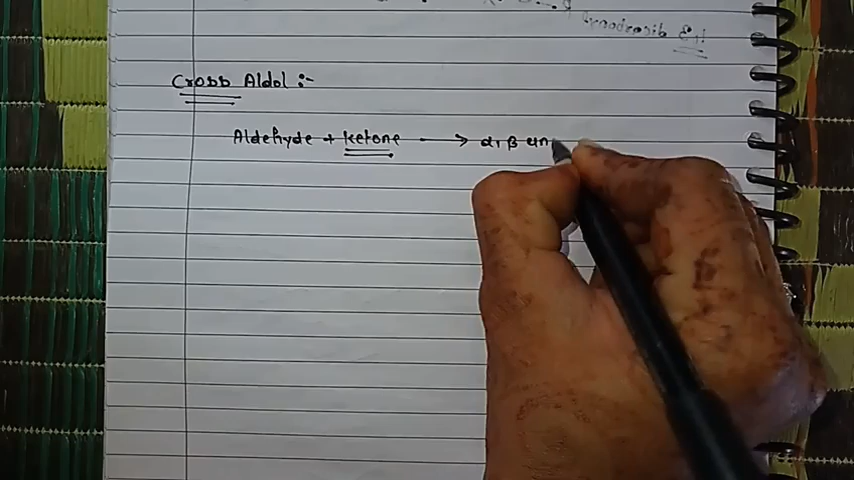 Cross Aldol :-
Aldehyde + ketone → α, β un